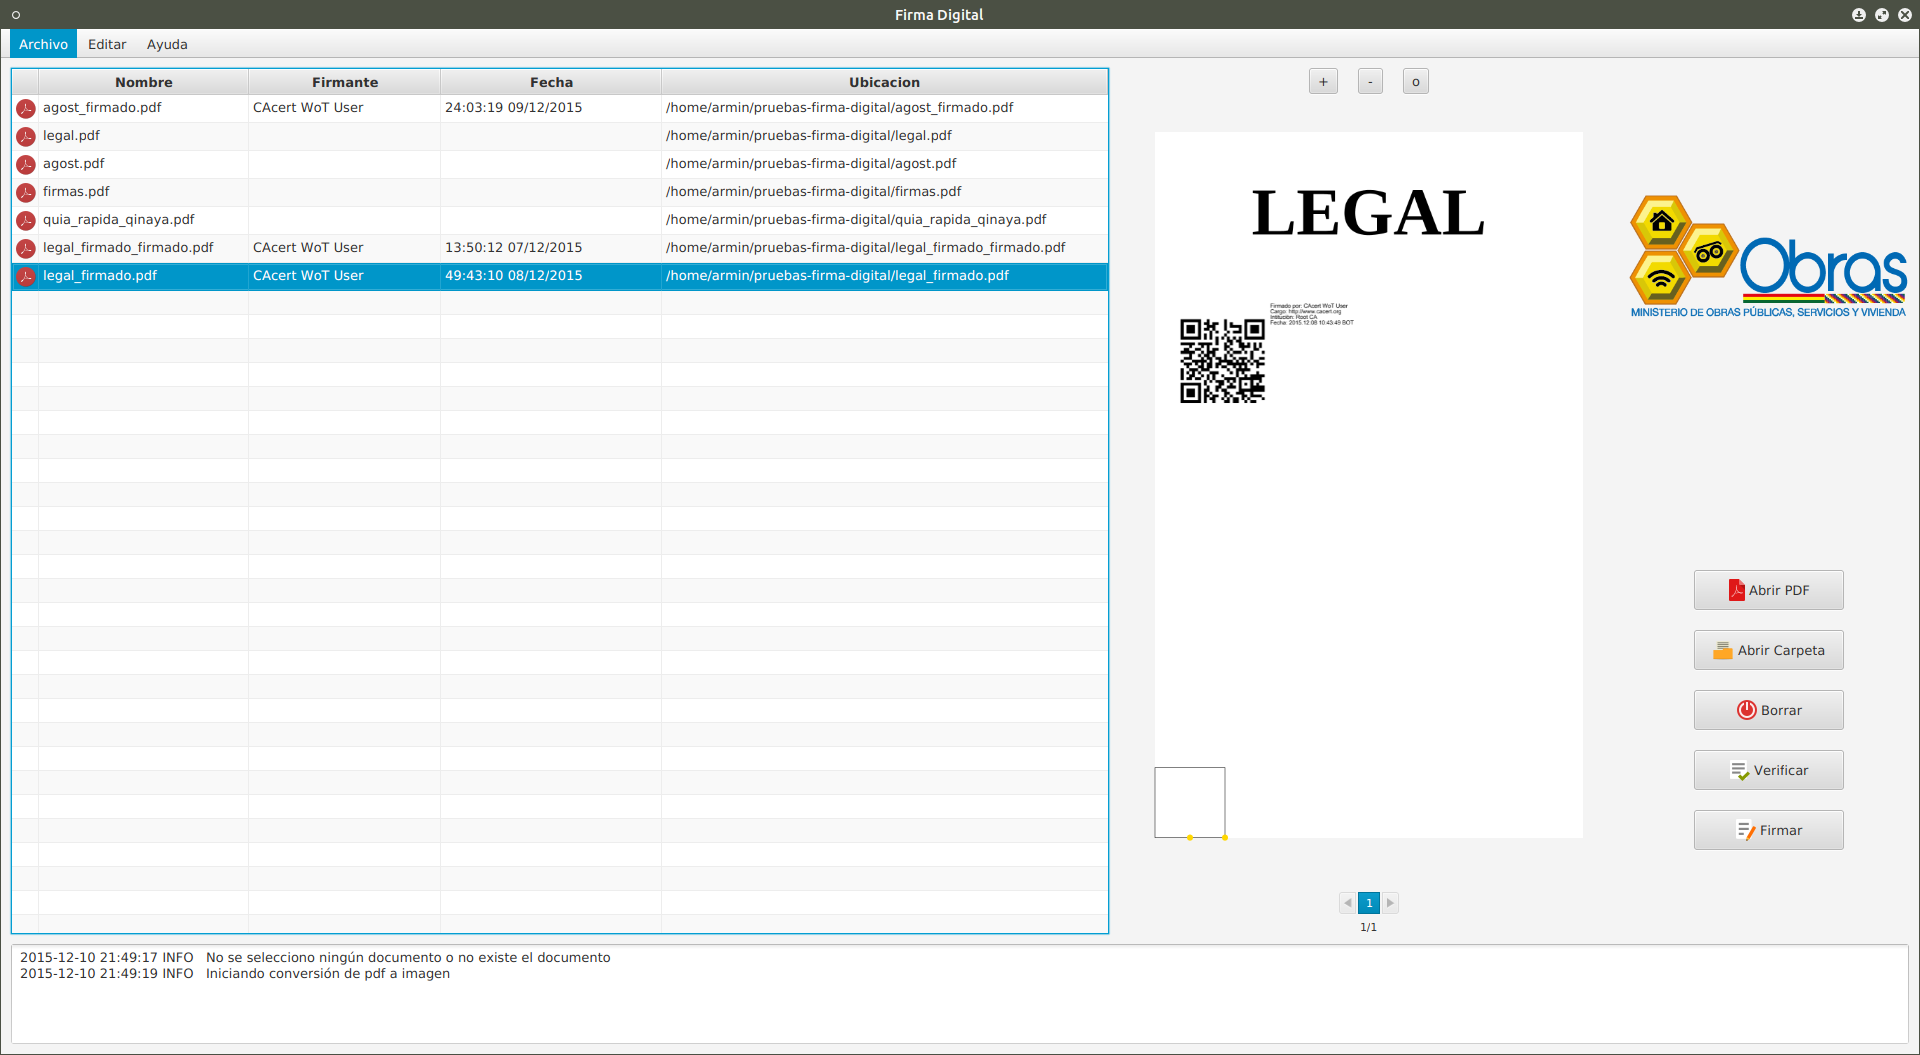 Firma Digital
Archivo Editar Ayuda
Nombre Firmante Fecha Ubicacion
agost_firmado.pdf CAcert WoT User 24:03:19 09/12/2015 /home/armin/pruebas-firma-digital/agost_firmado.pdf
legal.pdf /home/armin/pruebas-firma-digital/legal.pdf
agost.pdf /home/armin/pruebas-firma-digital/agost.pdf
firmas.pdf /home/armin/pruebas-firma-digital/firmas.pdf
quia_rapida_qinaya.pdf /home/armin/pruebas-firma-digital/quia_rapida_qinaya.pdf
legal_firmado_firmado.pdf CAcert WoT User 13:50:12 07/12/2015 /home/armin/pruebas-firma-digital/legal_firmado_firmado.pdf
legal_firmado.pdf CAcert WoT User 49:43:10 08/12/2015 /home/armin/pruebas-firma-digital/legal_firmado.pdf
+ - o
LEGAL
Firmado por: CAcert WoT User
Cargo: http://www.cacert.org
Root CA
Fecha: 2015.12.08 10:43:49 BOT
1
1/1
Obras
MINISTERIO DE OBRAS PÚBLICAS, SERVICIOS Y VIVIENDA
Abrir PDF
Abrir Carpeta
Borrar
Verificar
Firmar
2015-12-10 21:49:17 INFO No se selecciono ningún documento o no existe el documento
2015-12-10 21:49:19 INFO Iniciando conversión de pdf a imagen